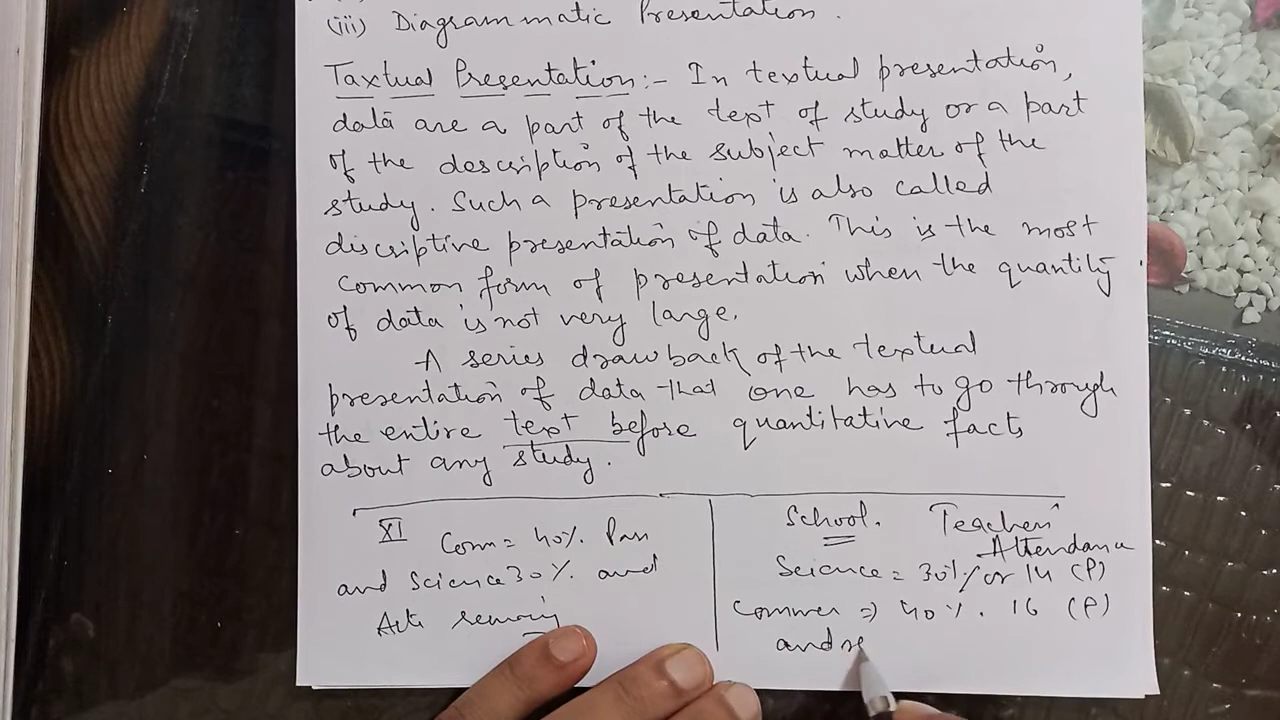 (iii) Diagrammatic Presentation.
Taxtual Presentation:- In textual presentation,
data are a part of the text of study or a part
of the description of the subject matter of the
study. Such a presentation is also called
discriptive presentation of data. This is the most
common form of presentation when the quantity
of data is not very large.
A series drawback of the textual
presentation of data that one has to go through
the entire text before quantitative facts
about any study.
XI Com = 40%. Pass
and Science 30%. and
Arts
School. Teachers
Attendance
Science = 30%/or 14 (P)
Commer => 40%. 16 (P)
and re